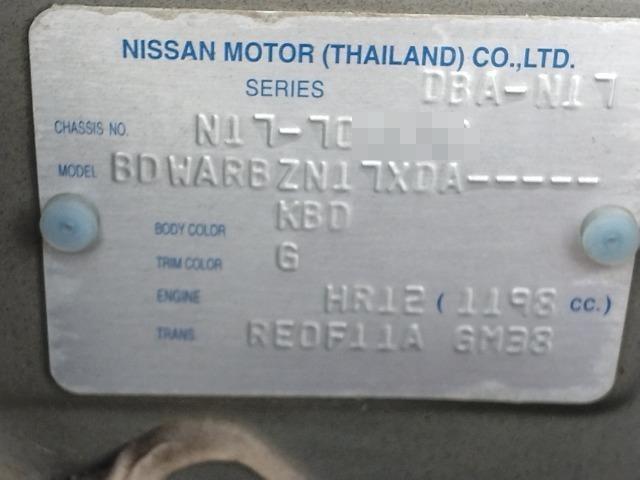 NISSAN MOTOR (THAILAND) CO.,LTD.
SERIES DBA-N17
CHASSIS NO. N17-70
MODEL BDWARBZN17XDA-----
BODY COLOR KBD
TRIM COLOR G
ENGINE HR12 (1198 CC.)
TRANS. RE0F11A GM38